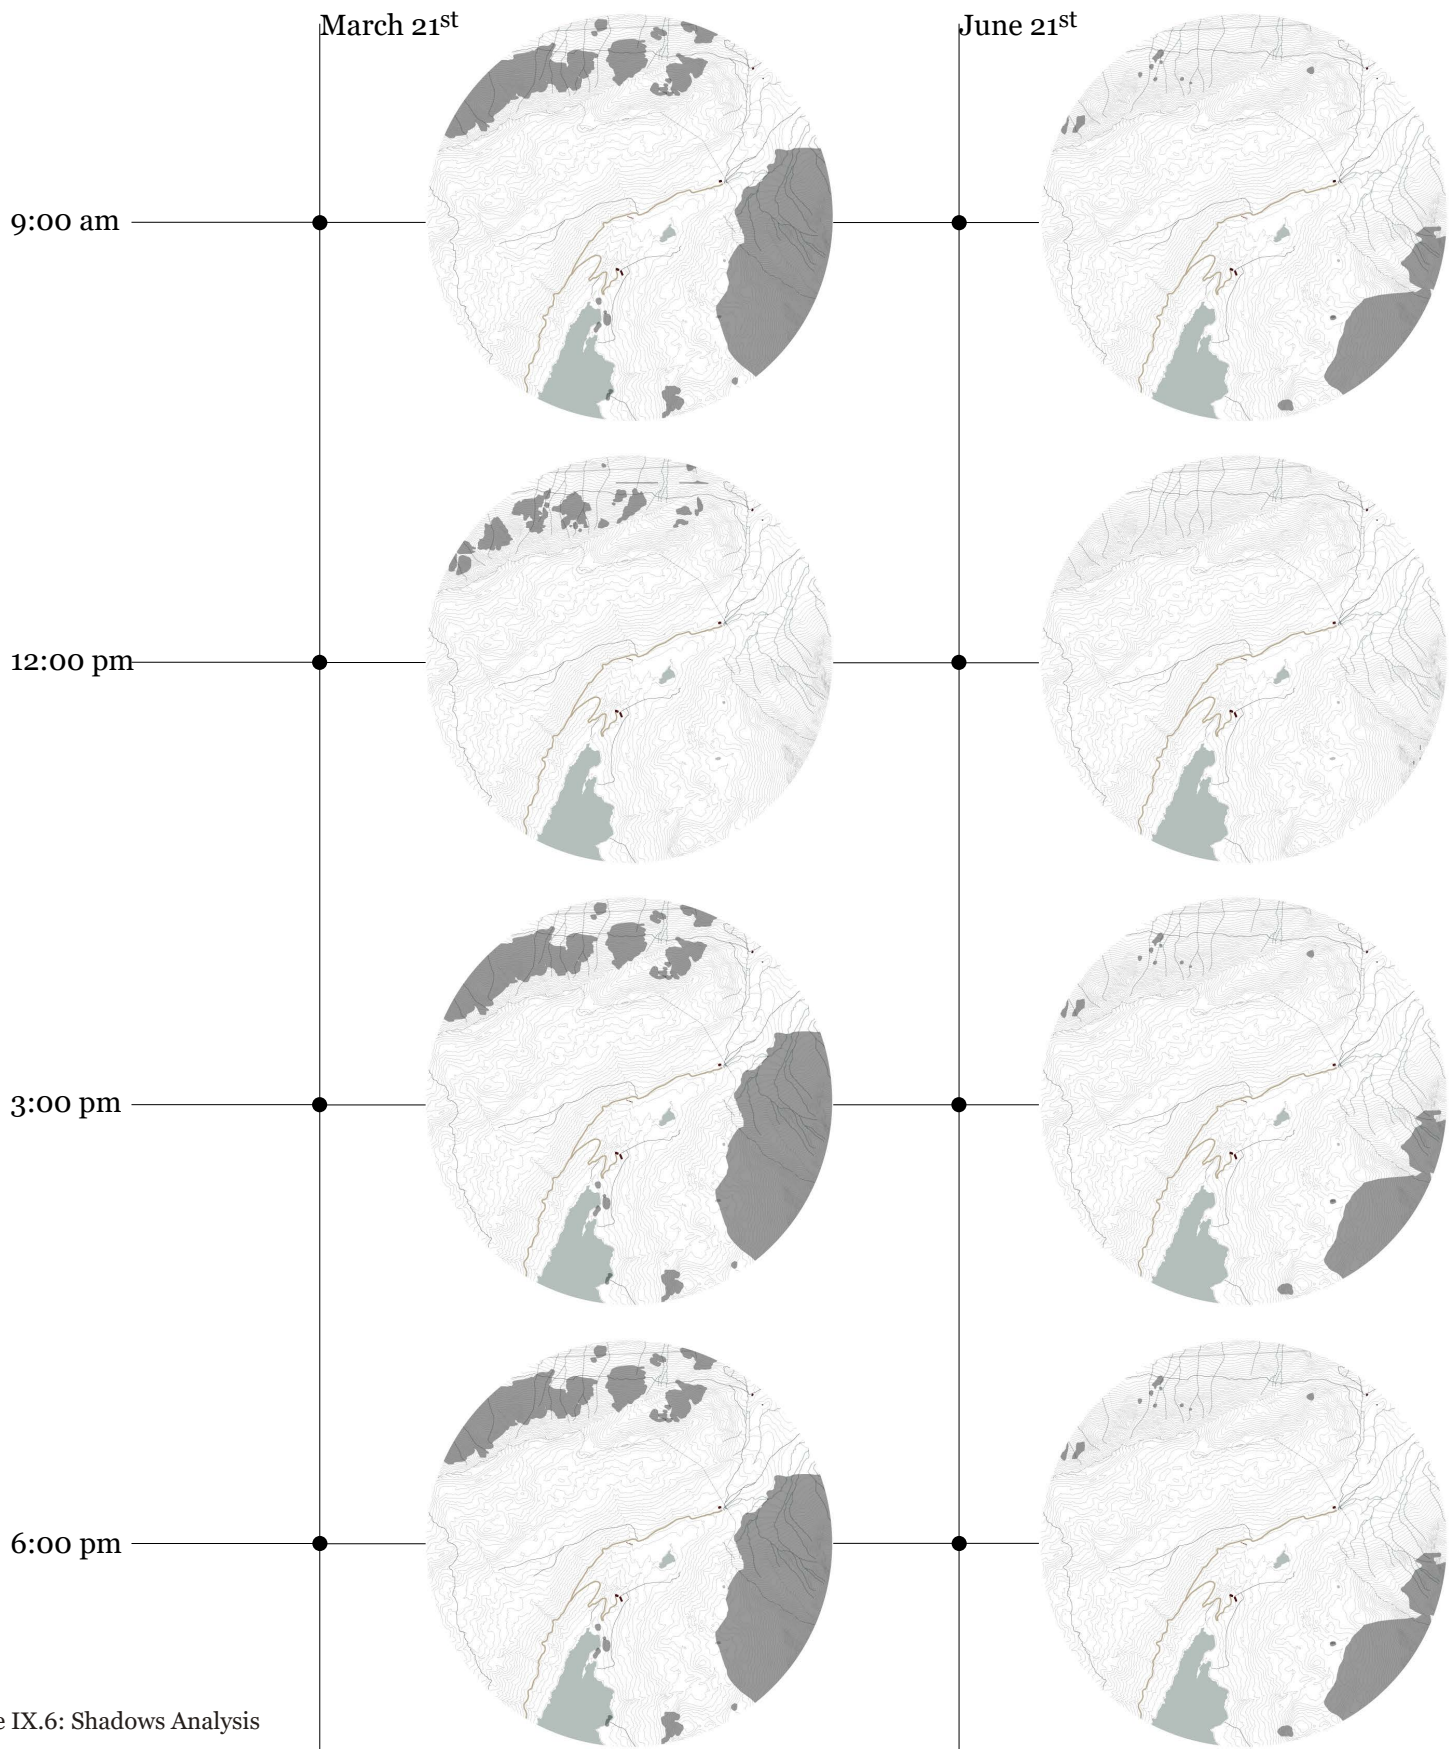 March 21st
June 21st
9:00 am
12:00 pm
3:00 pm
6:00 pm
e IX.6: Shadows Analysis